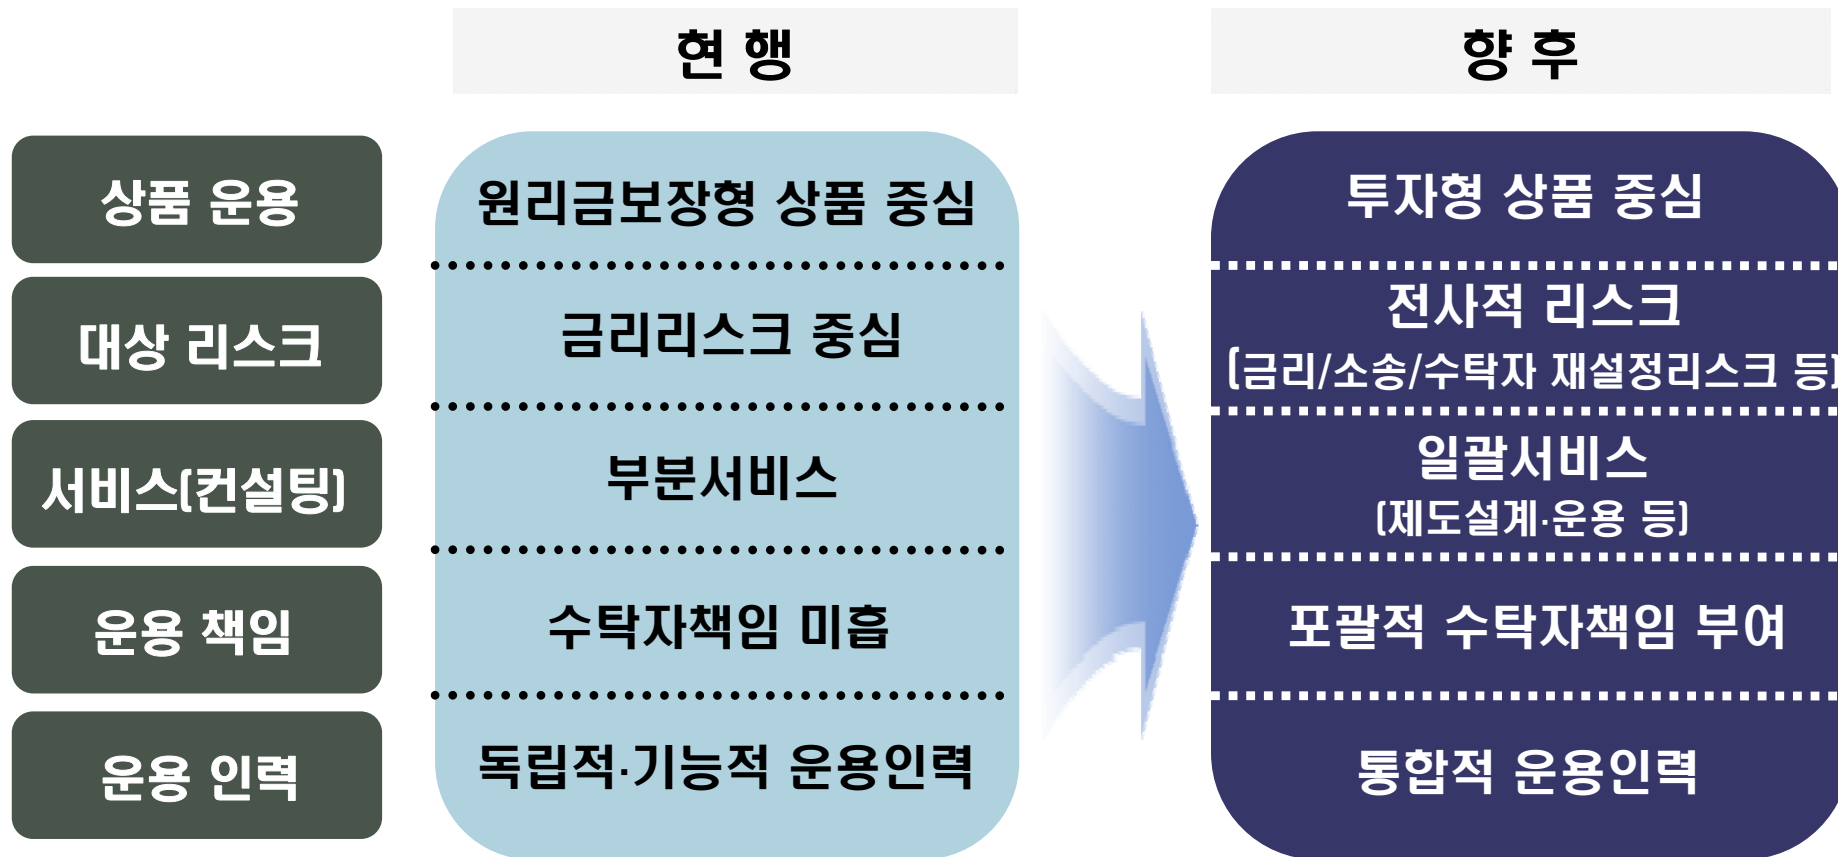 현 행
향 후
상품 운용
원리금보장형 상품 중심
투자형 상품 중심
대상 리스크
금리리스크 중심
전사적 리스크
(금리/소송/수탁자 재설정리스크 등)
서비스(컨설팅)
부분서비스
일괄서비스
(제도설계·운용 등)
운용 책임
수탁자책임 미흡
포괄적 수탁자책임 부여
운용 인력
독립적·기능적 운용인력
통합적 운용인력